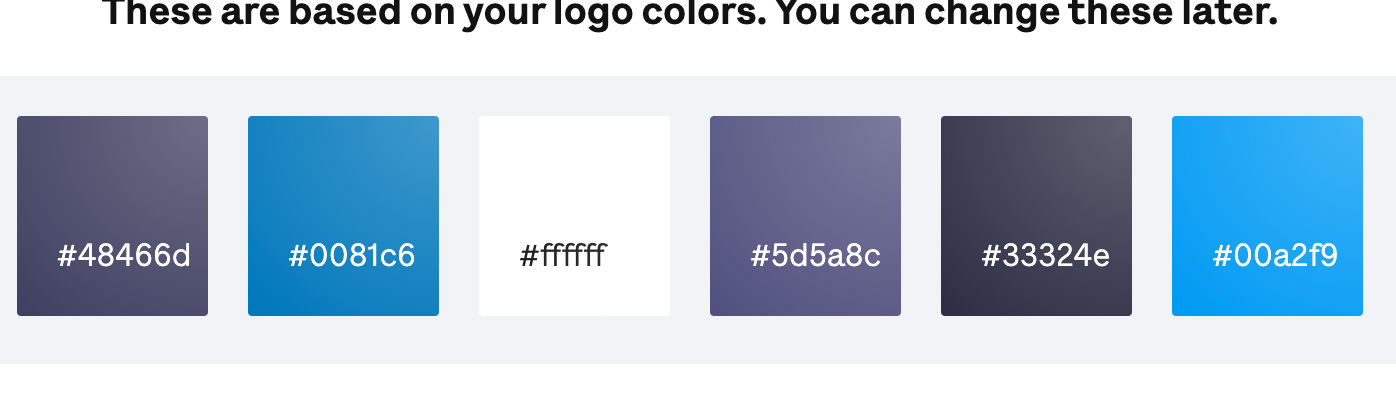 These are based on your logo colors. You can change these later.
#48466d
#0081c6
#ffffff
#5d5a8c
#33324e
#00a2f9